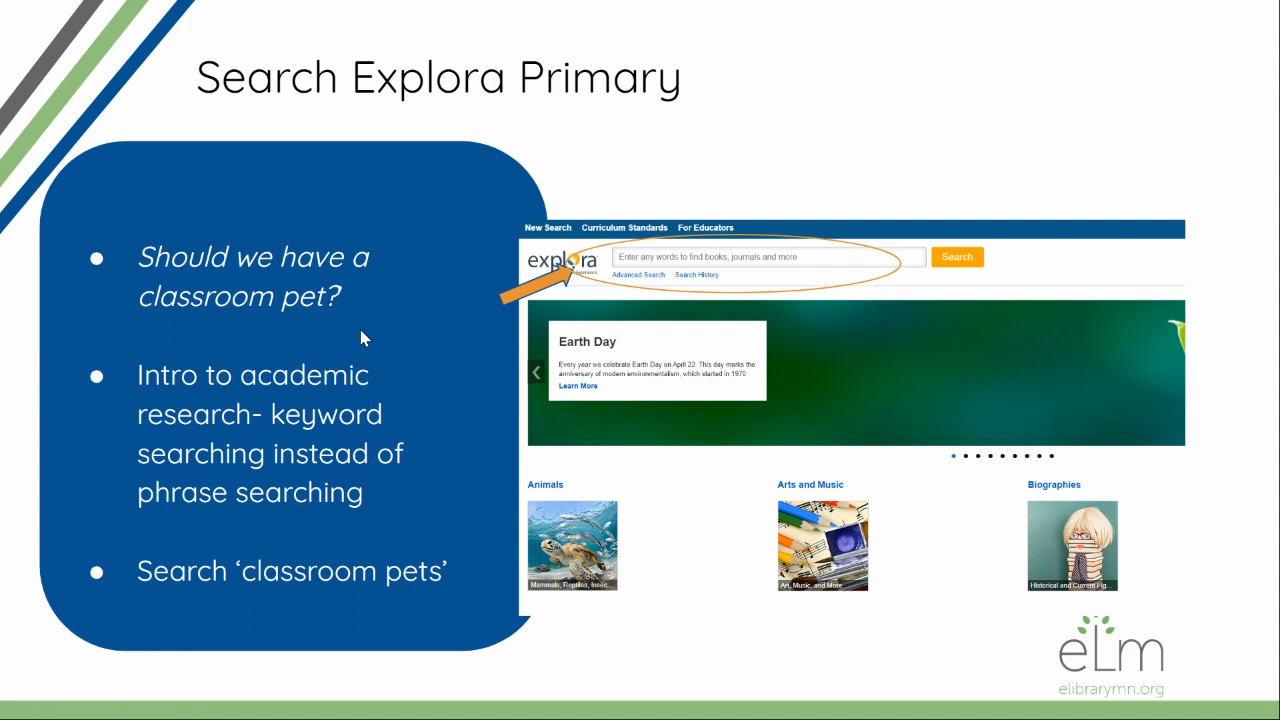 Search Explora Primary
● Should we have a
classroom pet?
● Intro to academic
research- keyword
searching instead of
phrase searching
● Search ‘classroom pets’
New Search Curriculum Standards For Educators
explora
Enter any words to find books, journals and more
Search
Advanced Search Search History
Earth Day
Every year we celebrate Earth Day on April 22. This day marks the
anniversary of modern environmentalism, which started in 1970.
Learn More
Animals
Arts and Music
Biographies
Mammals, Reptiles, Insec...
Art, Music, and More
Historical and Current Fig...
eLm
elibrarymn.org